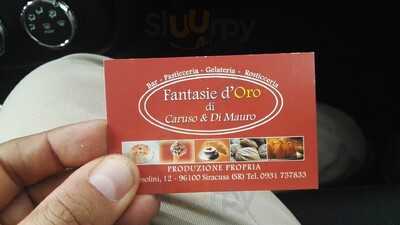 Sluurpy
Bar - Pasticceria - Gelateria - Rosticceria
Fantasie d'Oro
di
Caruso & Di Mauro
PRODUZIONE PROPRIA
12 - 96100 Siracusa (SR) Tel. 0931 757833